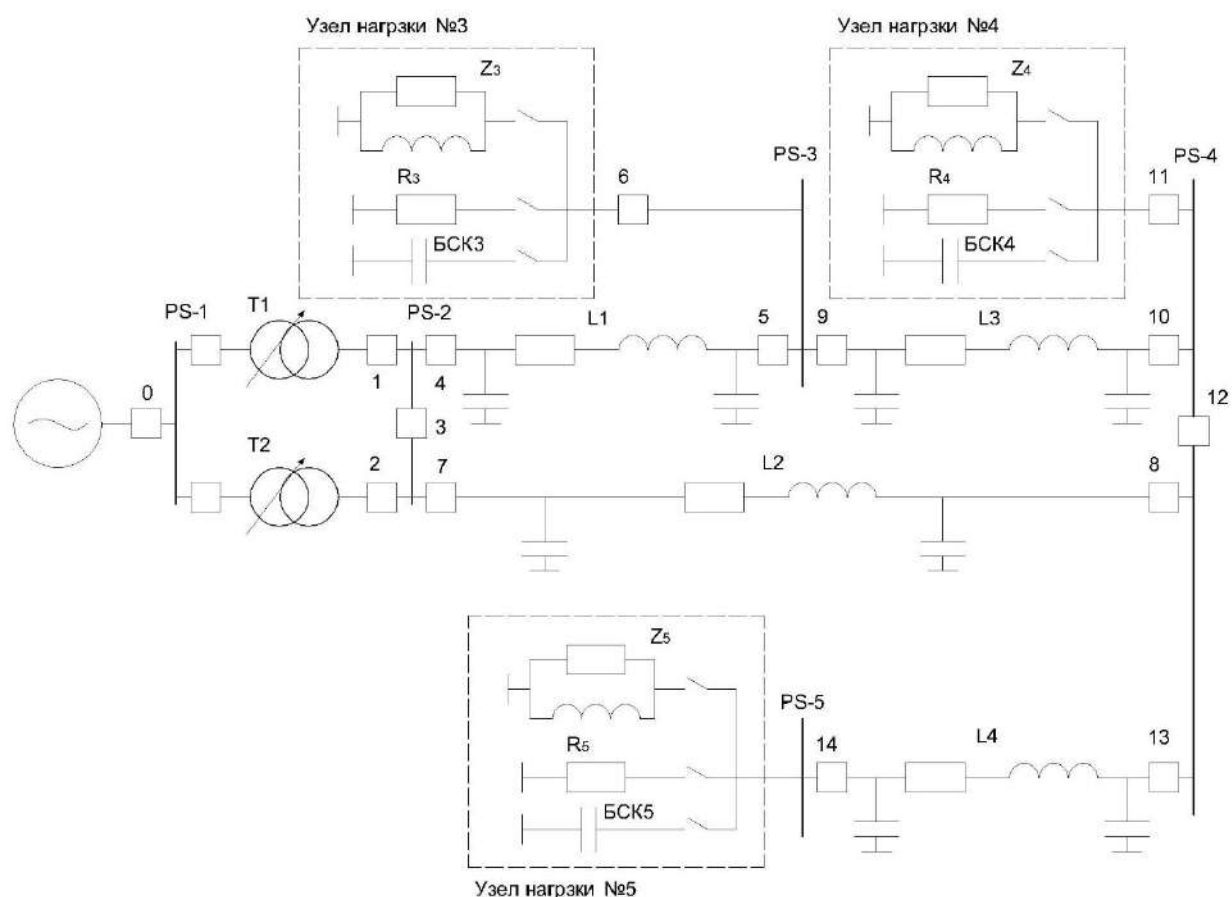 Узел нагрзки №3
Узел нагрзки №4
Z3
Z4
PS-3
PS-4
R3
6
R4
11
БСК3
БСК4
PS-1
T1
PS-2
L1
5
9
L3
10
0
1
4
12
3
T2
2
7
L2
8
Z5
PS-5
R5
14
L4
13
БСК5
Узел нагрзки №5